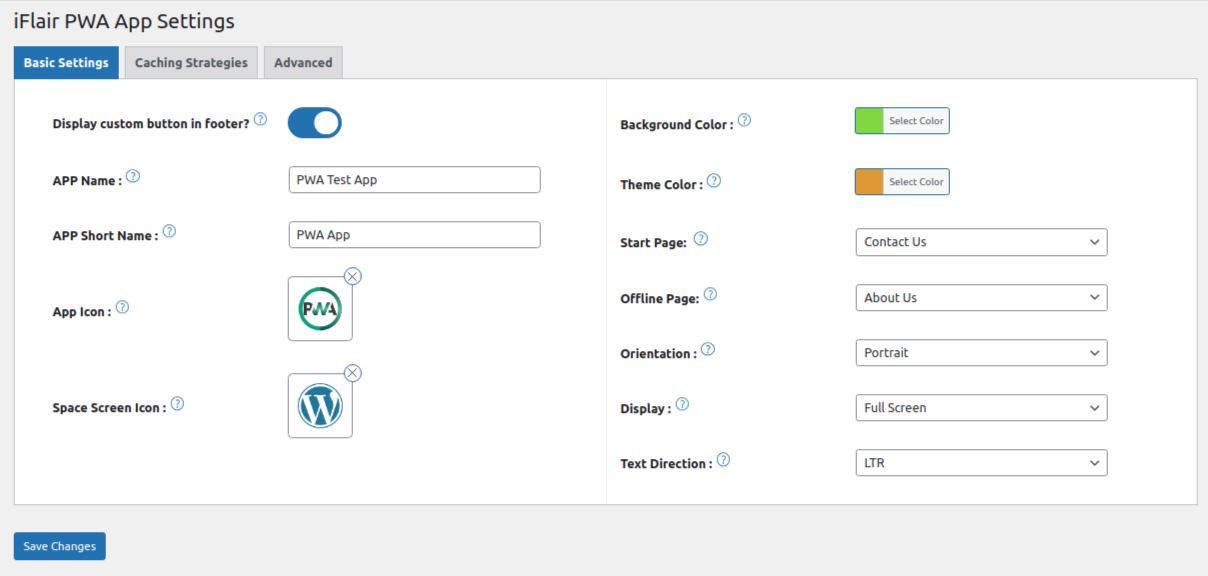 iFlair PWA App Settings
Basic Settings
Caching Strategies
Advanced
Display custom button in footer? ?
APP Name : ?
PWA Test App
APP Short Name : ?
PWA App
App Icon : ?
PWA
Space Screen Icon : ?
W
Background Color : ?
Select Color
Theme Color : ?
Select Color
Start Page: ?
Contact Us
Offline Page: ?
About Us
Orientation : ?
Portrait
Display : ?
Full Screen
Text Direction : ?
LTR
Save Changes